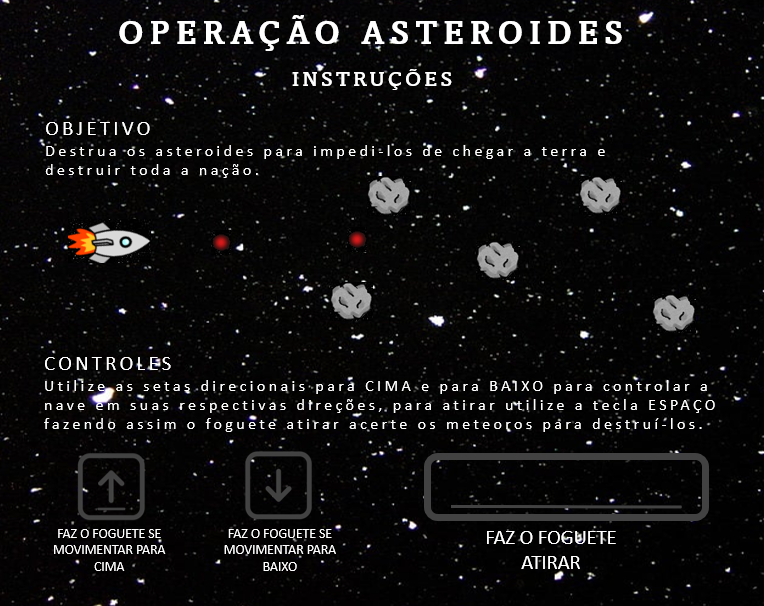 OPERAÇÃO ASTEROIDES
INSTRUÇÕES
OBJETIVO
Destrua os asteroides para impedi-los de chegar a terra e
destruir toda a nação.
CONTROLES
Utilize as setas direcionais para CIMA e para BAIXO para controlar a
nave em suas respectivas direções, para atirar utilize a tecla ESPAÇO
fazendo assim o foguete atirar acerte os meteoros para destruí-los.
FAZ O FOGUETE SE
MOVIMENTAR PARA
CIMA
FAZ O FOGUETE SE
MOVIMENTAR PARA
BAIXO
FAZ O FOGUETE
ATIRAR